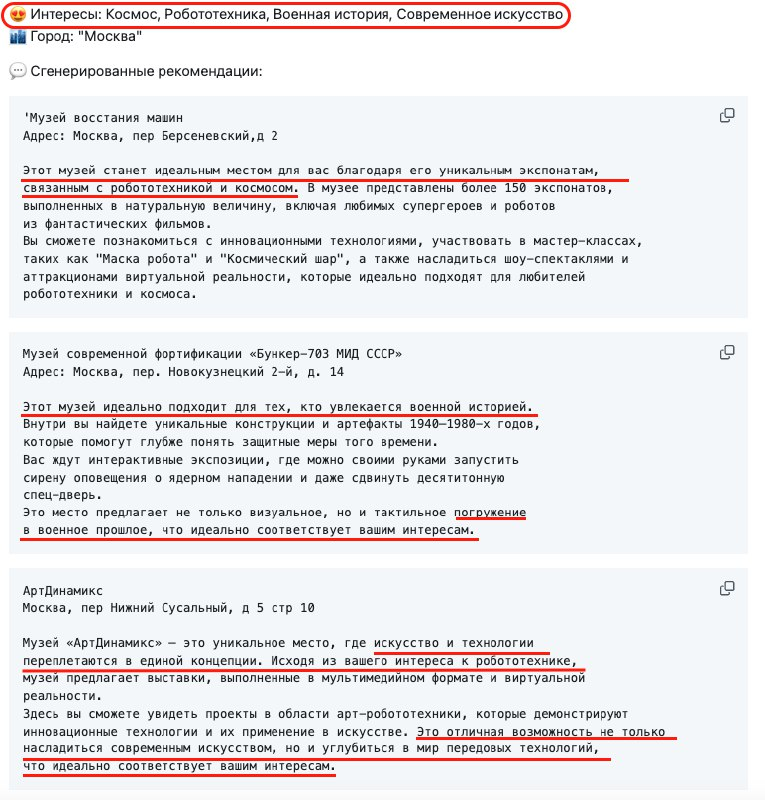 😍 Интересы: Космос, Робототехника, Военная история, Современное искусство
🏙️ Город: "Москва"
💬 Сгенерированные рекомендации:
'Музей восстания машин
Адрес: Москва, пер Берсеневский,д 2
Этот музей станет идеальным местом для вас благодаря его уникальным экспонатам,
связанным с робототехникой и космосом. В музее представлены более 150 экспонатов,
выполненных в натуральную величину, включая любимых супергероев и роботов
из фантастических фильмов.
Вы сможете познакомиться с инновационными технологиями, участвовать в мастер-классах,
таких как "Маска робота" и "Космический шар", а также насладиться шоу-спектаклями и
аттракционами виртуальной реальности, которые идеально подходят для любителей
робототехники и космоса.
Музей современной фортификации «Бункер-703 МИД СССР»
Адрес: Москва, пер. Новокузнецкий 2-й, д. 14
Этот музей идеально подходит для тех, кто увлекается военной историей.
Внутри вы найдете уникальные конструкции и артефакты 1940–1980-х годов,
которые помогут глубже понять защитные меры того времени.
Вас ждут интерактивные экспозиции, где можно своими руками запустить
сирену оповещения о ядерном нападении и даже сдвинуть десятитонную
спец-дверь.
Это место предлагает не только визуальное, но и тактильное погружение
в военное прошлое, что идеально соответствует вашим интересам.
АртДинамикс
Москва, пер Нижний Сусальный, д 5 стр 10
Музей «АртДинамикс» – это уникальное место, где искусство и технологии
переплетаются в единой концепции. Исходя из вашего интереса к робототехнике,
музей предлагает выставки, выполненные в мультимедийном формате и виртуальной
реальности.
Здесь вы сможете увидеть проекты в области арт-робототехники, которые демонстрируют
инновационные технологии и их применение в искусстве. Это отличная возможность не только
насладиться современным искусством, но и углубиться в мир передовых технологий,
что идеально соответствует вашим интересам.